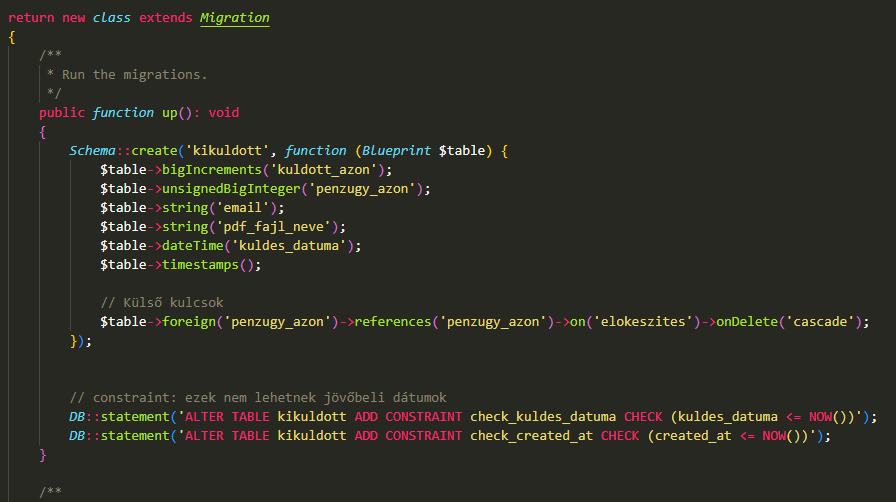 return new class extends Migration
{
/**
* Run the migrations.
*/
public function up(): void
{
Schema::create('kikuldott', function (Blueprint $table) {
$table->bigIncrements('kuldott_azon');
$table->unsignedBigInteger('penzugy_azon');
$table->string('email');
$table->string('pdf_fajl_neve');
$table->dateTime('kuldes_datuma');
$table->timestamps();
// Külső kulcsok
$table->foreign('penzugy_azon')->references('penzugy_azon')->on('elokeszites')->onDelete('cascade');
});
// constraint: ezek nem lehetnek jövőbeli dátumok
DB::statement('ALTER TABLE kikuldott ADD CONSTRAINT check_kuldes_datuma CHECK (kuldes_datuma <= NOW())');
DB::statement('ALTER TABLE kikuldott ADD CONSTRAINT check_created_at CHECK (created_at <= NOW())');
}
/**